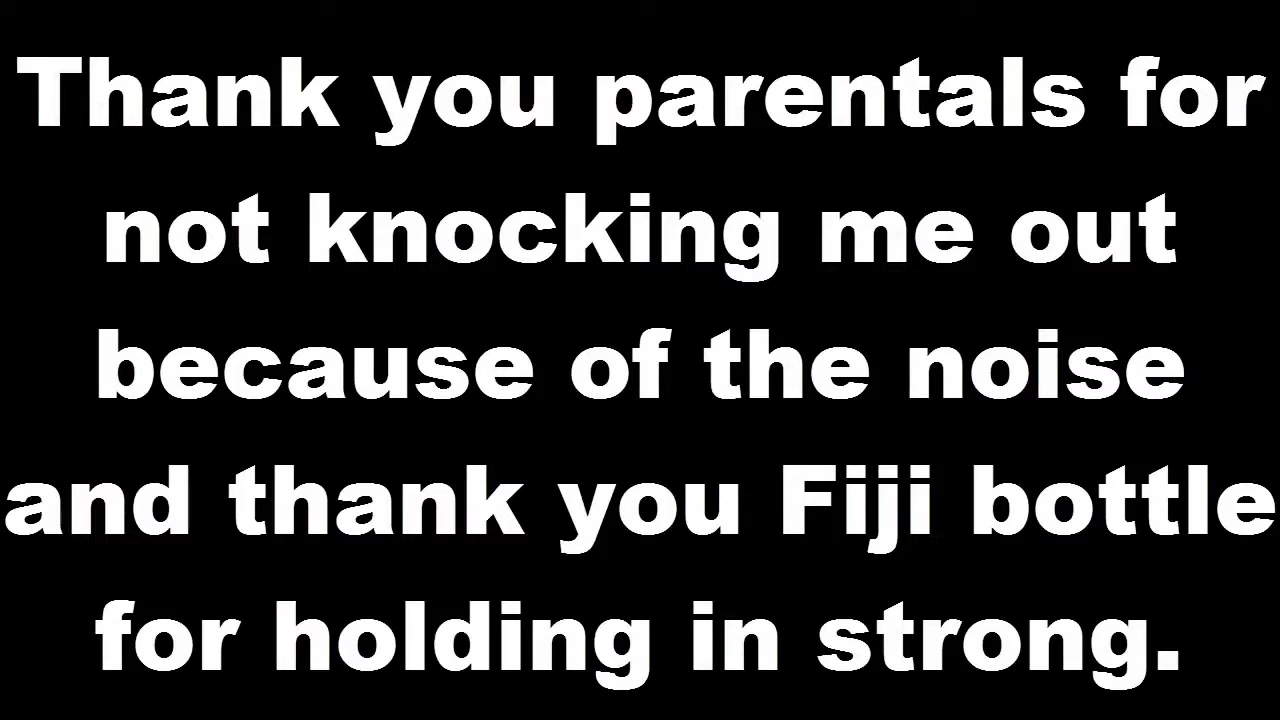 Thank you parentals for
not knocking me out
because of the noise
and thank you Fiji bottle
for holding in strong.